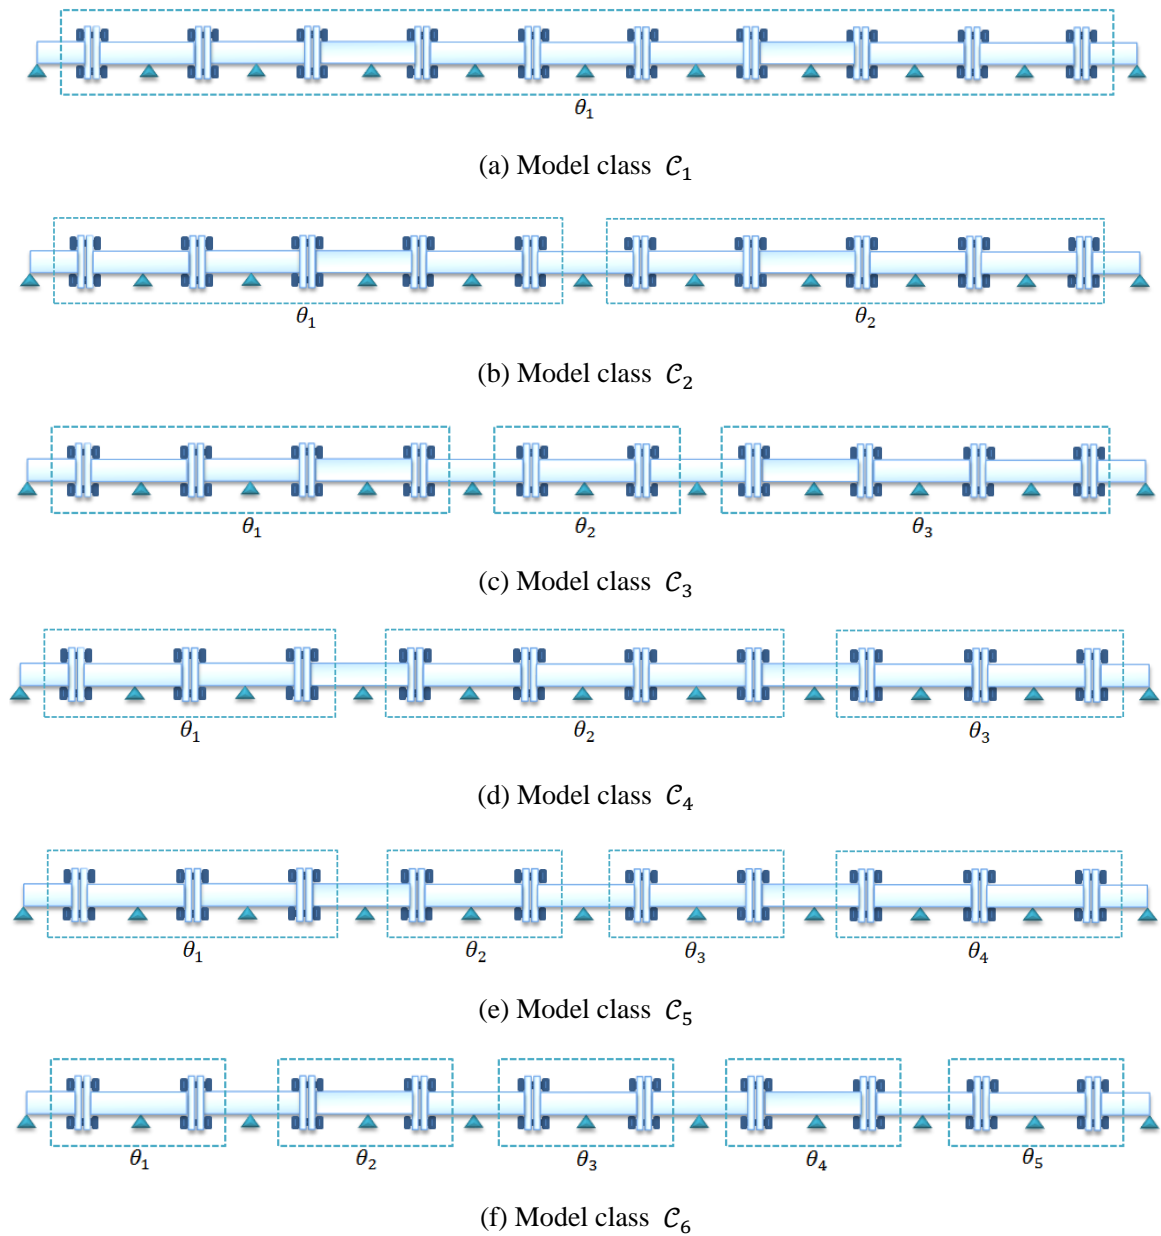 θ₁
(a) Model class 𝒞₁
θ₁ θ₂
(b) Model class 𝒞₂
θ₁ θ₂ θ₃
(c) Model class 𝒞₃
θ₁ θ₂ θ₃
(d) Model class 𝒞₄
θ₁ θ₂ θ₃ θ₄
(e) Model class 𝒞₅
θ₁ θ₂ θ₃ θ₄ θ₅
(f) Model class 𝒞₆